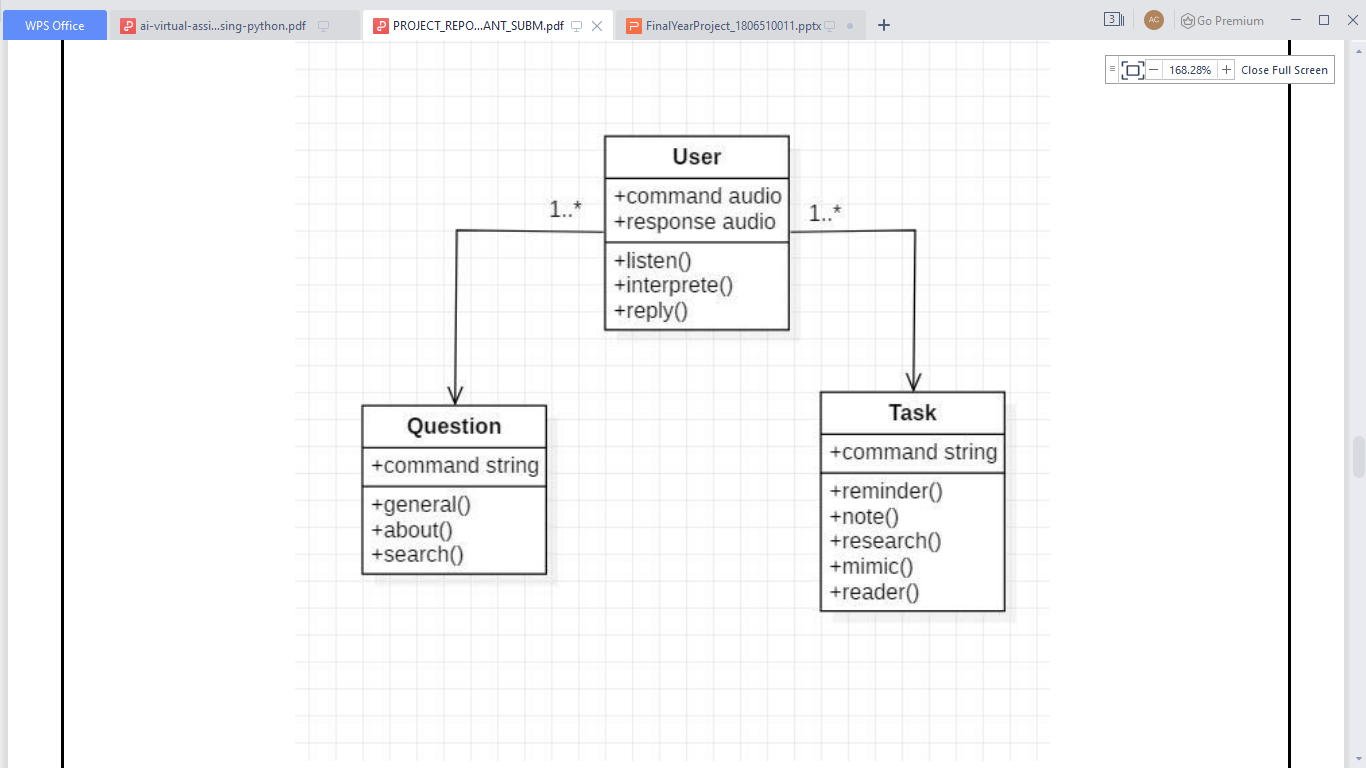 WPS Office
ai-virtual-assi...sing-python.pdf
PROJECT_REPO...ANT_SUBM.pdf
FinalYearProject_1806510011.pptx
3
AC
Go Premium
168.28%
Close Full Screen
User
+command audio
+response audio
+listen()
+interprete()
+reply()
1..*
1..*
Question
+command string
+general()
+about()
+search()
Task
+command string
+reminder()
+note()
+research()
+mimic()
+reader()